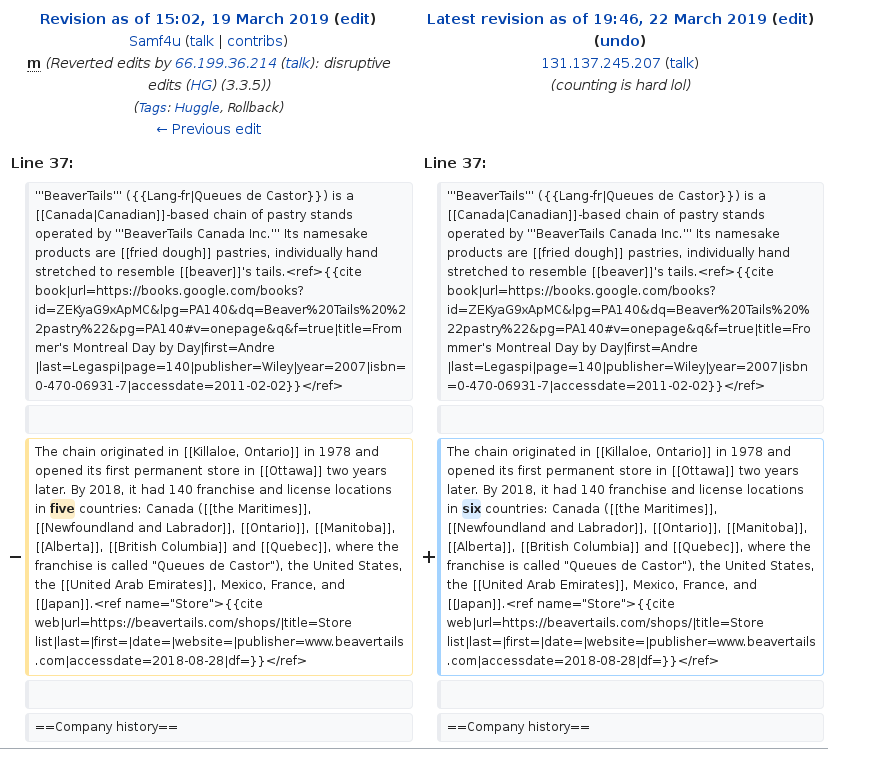 Revision as of 15:02, 19 March 2019 (edit)
Samf4u (talk | contribs)
m (Reverted edits by 66.199.36.214 (talk): disruptive
edits (HG) (3.3.5))
(Tags: Huggle, Rollback)
← Previous edit
Latest revision as of 19:46, 22 March 2019 (edit)
(undo)
131.137.245.207 (talk)
(counting is hard lol)
Line 37:
'''BeaverTails''' ({{Lang-fr|Queues de Castor}}) is a
[[Canada|Canadian]]-based chain of pastry stands
operated by '''BeaverTails Canada Inc.''' Its namesake
products are [[fried dough]] pastries, individually hand
stretched to resemble [[beaver]]'s tails.<ref>{{cite
book|url=https://books.google.com/books?
id=ZEKyaG9xApMC&lpg=PA140&dq=Beaver%20Tails%20%2
2pastry%22&pg=PA140#v=onepage&q&f=true|title=From
mer's Montreal Day by Day|first=Andre
|last=Legaspi|page=140|publisher=Wiley|year=2007|isbn=
0-470-06931-7|accessdate=2011-02-02}}</ref>
− The chain originated in [[Killaloe, Ontario]] in 1978 and
opened its first permanent store in [[Ottawa]] two years
later. By 2018, it had 140 franchise and license locations
in five countries: Canada ([[the Maritimes]],
[[Newfoundland and Labrador]], [[Ontario]], [[Manitoba]],
[[Alberta]], [[British Columbia]] and [[Quebec]], where the
franchise is called "Queues de Castor"), the United States,
the [[United Arab Emirates]], Mexico, France, and
[[Japan]].<ref name="Store">{{cite
web|url=https://beavertails.com/shops/|title=Store
list|last=|first=|date=|website=|publisher=www.beavertails
.com|accessdate=2018-08-28|df=}}</ref>
==Company history==
Line 37:
'''BeaverTails''' ({{Lang-fr|Queues de Castor}}) is a
[[Canada|Canadian]]-based chain of pastry stands
operated by '''BeaverTails Canada Inc.''' Its namesake
products are [[fried dough]] pastries, individually hand
stretched to resemble [[beaver]]'s tails.<ref>{{cite
book|url=https://books.google.com/books?
id=ZEKyaG9xApMC&lpg=PA140&dq=Beaver%20Tails%20%
22pastry%22&pg=PA140#v=onepage&q&f=true|title=Fro
mmer's Montreal Day by Day|first=Andre
|last=Legaspi|page=140|publisher=Wiley|year=2007|isbn
=0-470-06931-7|accessdate=2011-02-02}}</ref>
+ The chain originated in [[Killaloe, Ontario]] in 1978 and
opened its first permanent store in [[Ottawa]] two years
later. By 2018, it had 140 franchise and license locations
in six countries: Canada ([[the Maritimes]],
[[Newfoundland and Labrador]], [[Ontario]], [[Manitoba]],
[[Alberta]], [[British Columbia]] and [[Quebec]], where the
franchise is called "Queues de Castor"), the United States,
the [[United Arab Emirates]], Mexico, France, and
[[Japan]].<ref name="Store">{{cite
web|url=https://beavertails.com/shops/|title=Store
list|last=|first=|date=|website=|publisher=www.beavertails
.com|accessdate=2018-08-28|df=}}</ref>
==Company history==